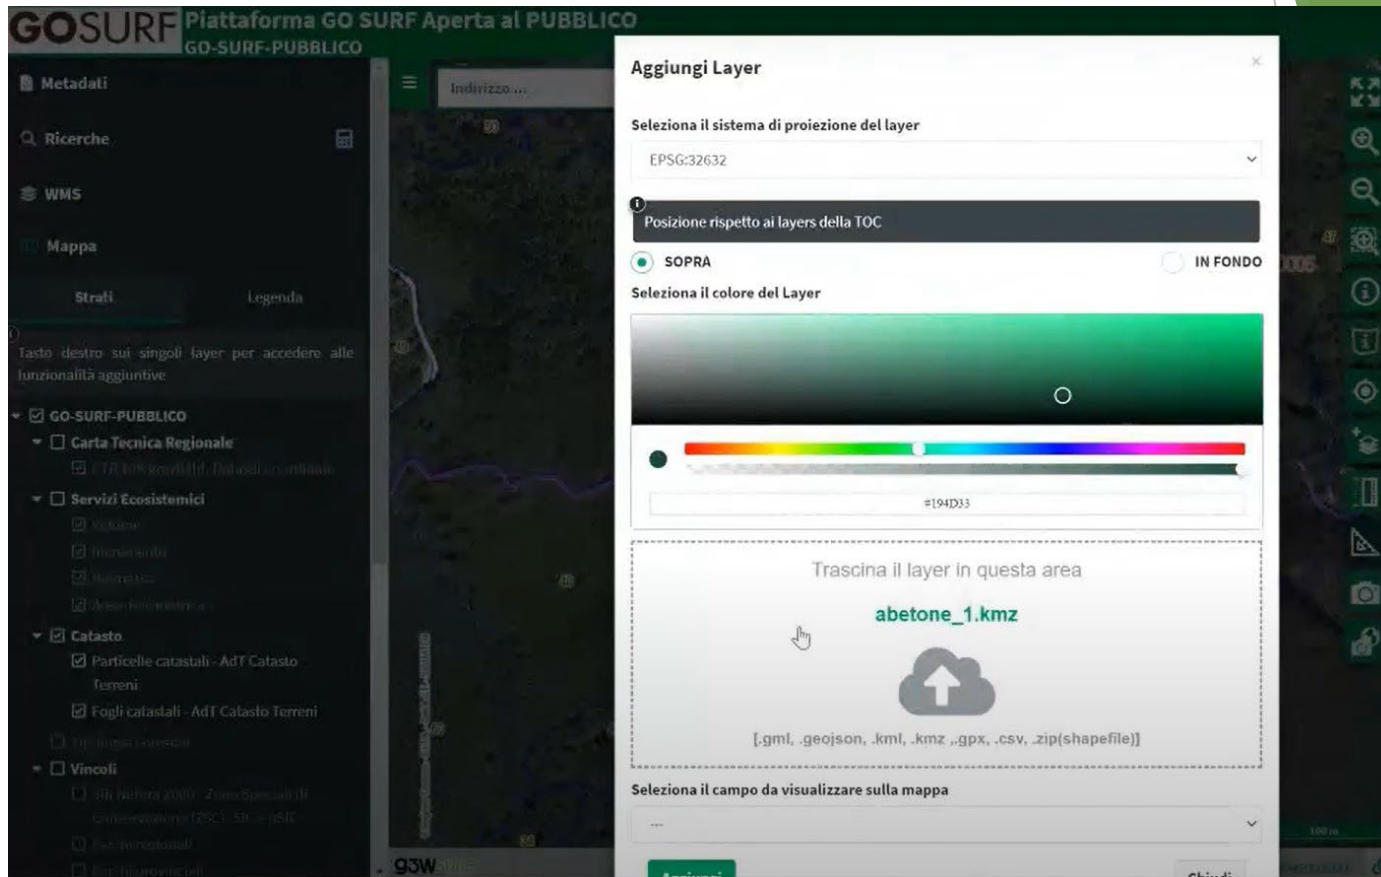 GOSURF
Piattaforma GO SURF Aperta al PUBBLICO
GO-SURF-PUBBLICO
Metadati
Ricerche
WMS
Mappa
Strati
Legenda
Tasto destro sui singoli layer per accedere alle
funzionalità aggiuntive
GO-SURF-PUBBLICO
Carta Tecnica Regionale
Servizi Ecosistemici
Catasto
Particelle catastali - AdT Catasto
Terreni
Fogli catastali - AdT Catasto Terreni
Vincoli
Indirizzo ...
Aggiungi Layer
×
Seleziona il sistema di proiezione del layer
EPSG:32632
Posizione rispetto ai layers della TOC
SOPRA
IN FONDO
Seleziona il colore del Layer
#194D33
Trascina il layer in questa area
abetone_1.kmz
[.gml, .geojson, .kml, .kmz ,.gpx, .csv, .zip(shapefile)]
Seleziona il campo da visualizzare sulla mappa
---
Aggiungi
Chiudi
G3W
100 m